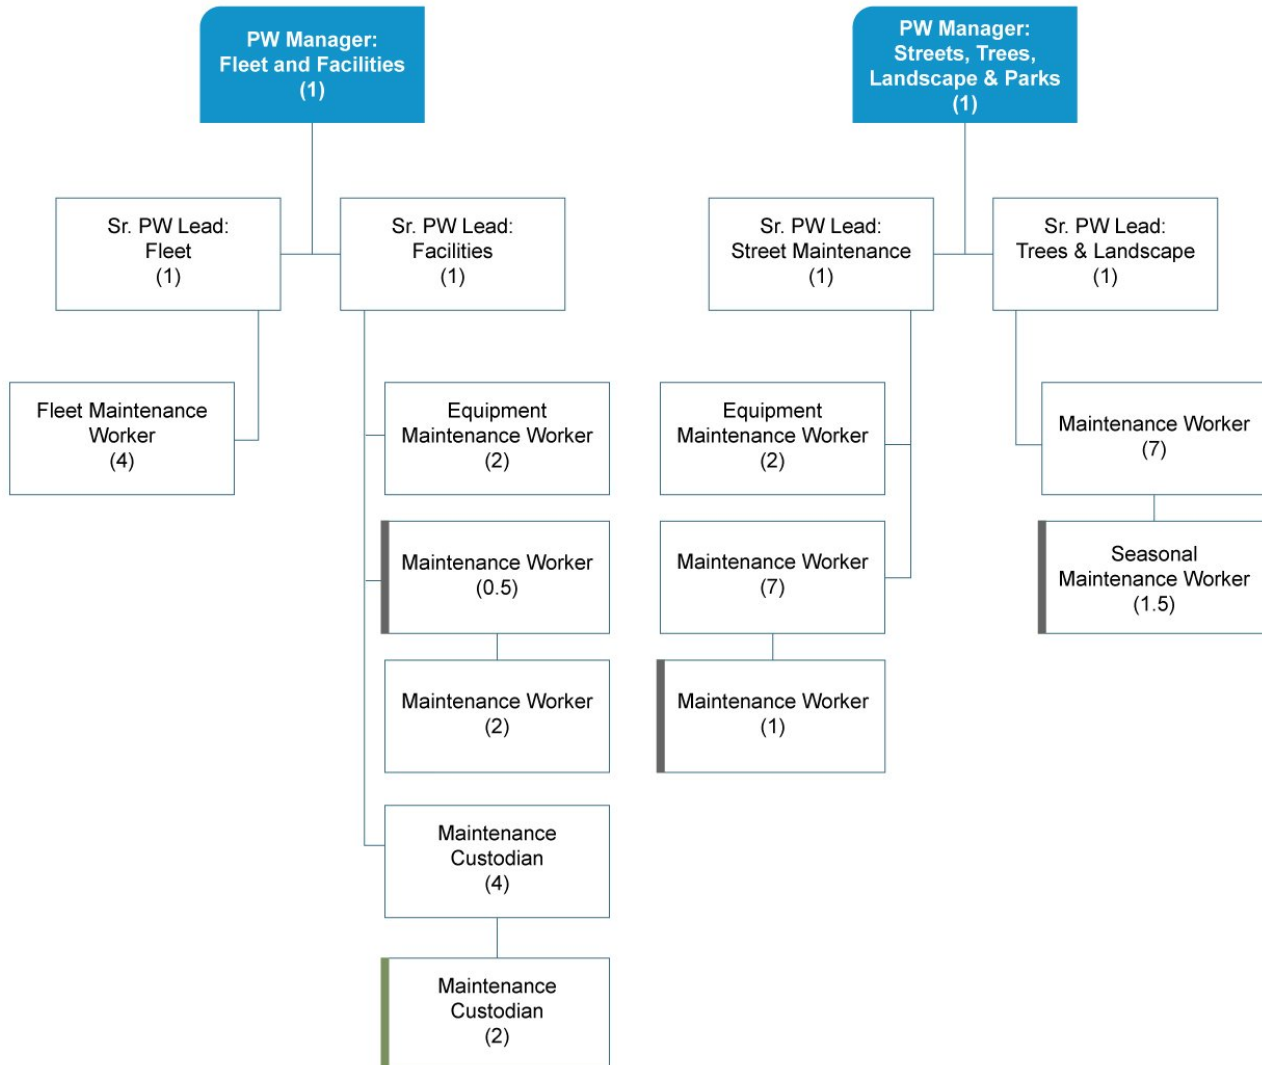 PW Manager:
Fleet and Facilities
(1)
PW Manager:
Streets, Trees,
Landscape & Parks
(1)
Sr. PW Lead:
Fleet
(1)
Sr. PW Lead:
Facilities
(1)
Sr. PW Lead:
Street Maintenance
(1)
Sr. PW Lead:
Trees & Landscape
(1)
Fleet Maintenance
Worker
(4)
Equipment
Maintenance Worker
(2)
Equipment
Maintenance Worker
(2)
Maintenance Worker
(7)
Maintenance Worker
(0.5)
Maintenance Worker
(7)
Seasonal
Maintenance Worker
(1.5)
Maintenance Worker
(2)
Maintenance Worker
(1)
Maintenance
Custodian
(4)
Maintenance
Custodian
(2)